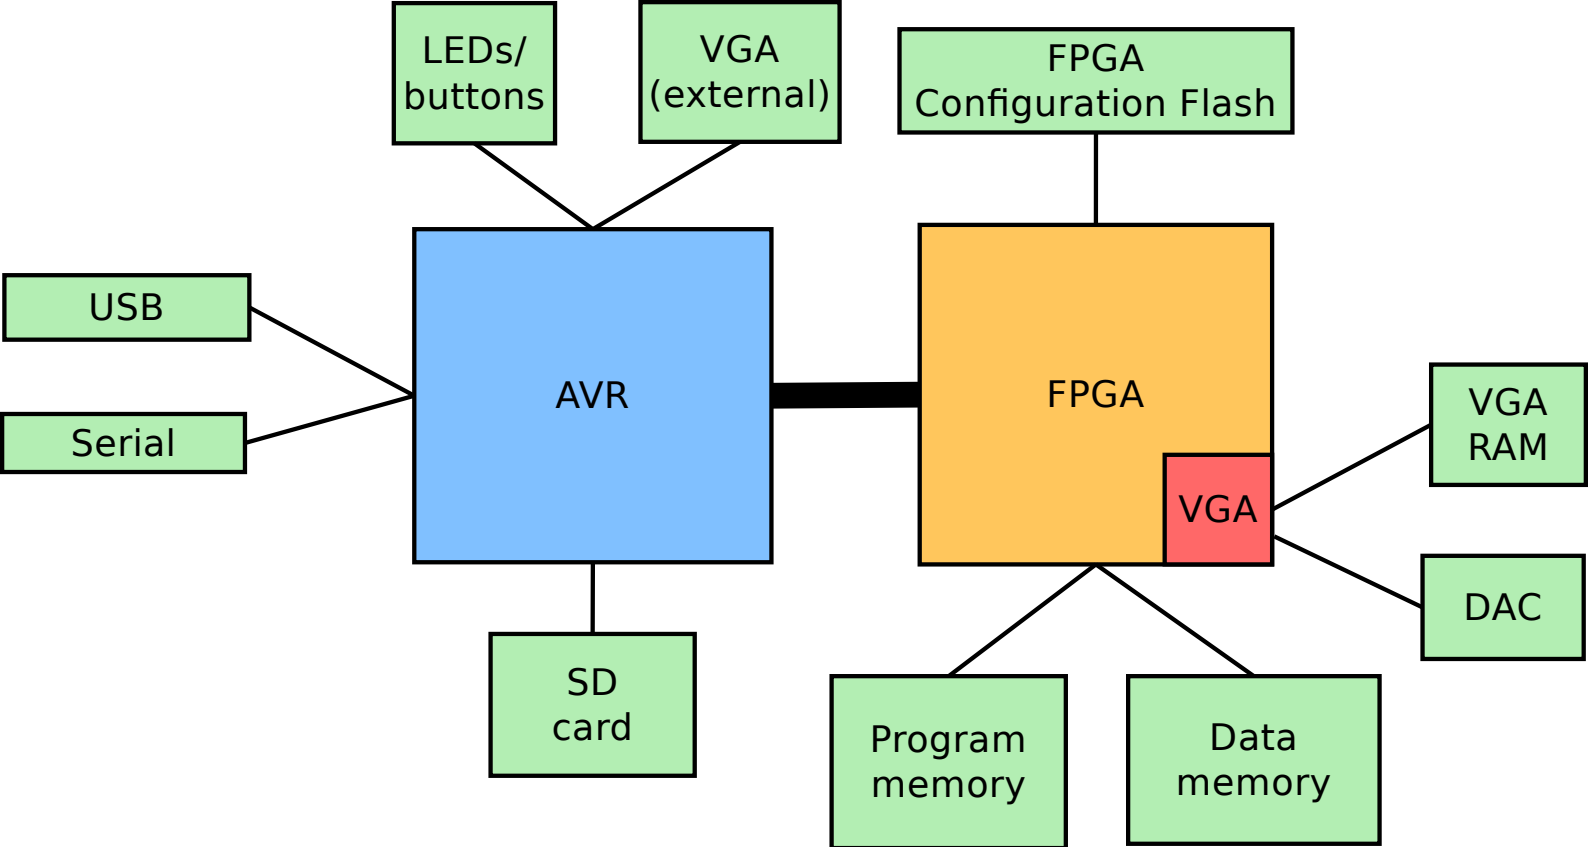 LEDs/
buttons
VGA
(external)
FPGA
Configuration Flash
USB
Serial
AVR
FPGA
VGA
VGA
RAM
DAC
SD
card
Program
memory
Data
memory